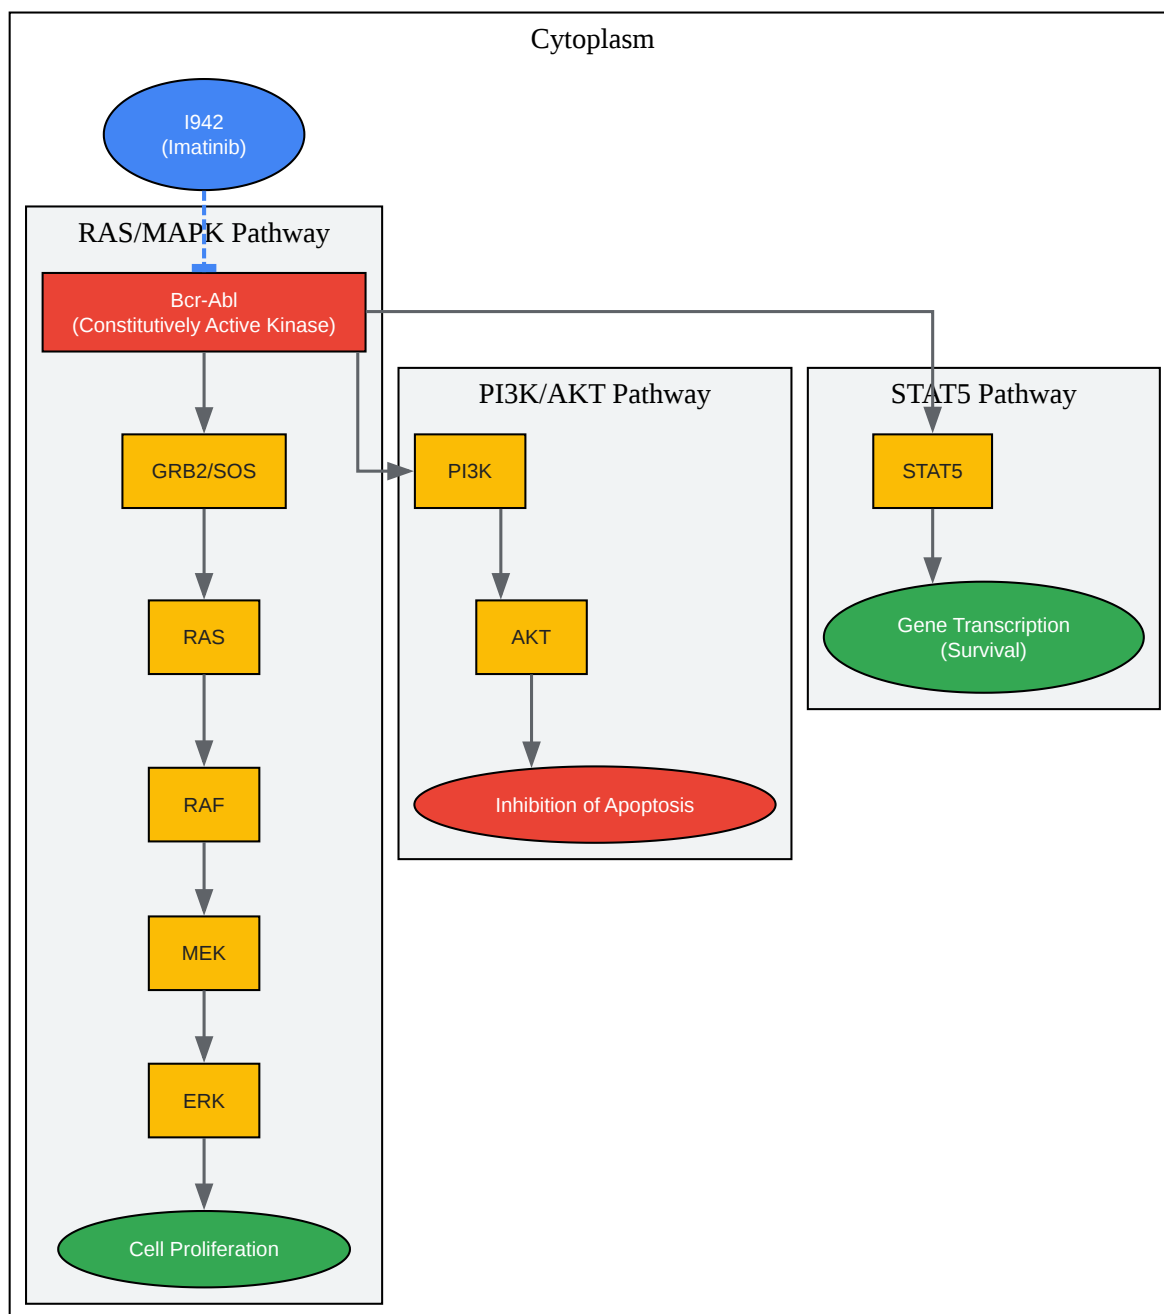 Cytoplasm
I942
(Imatinib)
RAS/MAPK Pathway
Bcr-Abl
(Constitutively Active Kinase)
GRB2/SOS
RAS
RAF
MEK
ERK
Cell Proliferation
PI3K/AKT Pathway
PI3K
AKT
Inhibition of Apoptosis
STAT5 Pathway
STAT5
Gene Transcription
(Survival)